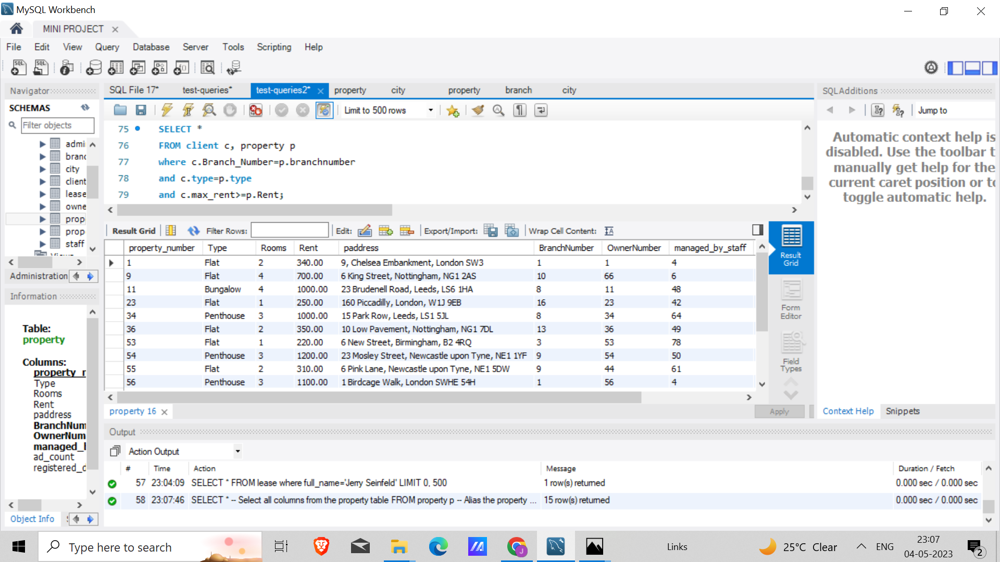 MySQL Workbench
MINI PROJECT
File Edit View Query Database Server Tools Scripting Help
Navigator
SCHEMAS
Filter objects
admi
branc
city
client
lease
owne
prop
prop
staff
Administration
Information
Table:
property
Columns:
property_r
Type
Rooms
Rent
paddress
BranchNum
OwnerNum
managed_l
ad_count
registered_d
Object Info
SQL File 17* test-queries* test-queries2* property city property branch city
Limit to 500 rows
75 SELECT *
76 FROM client c, property p
77 where c.Branch_Number=p.branchnumber
78 and c.type=p.type
79 and c.max_rent>=p.Rent;
Result Grid Filter Rows: Edit: Export/Import: Wrap Cell Content:
property_number Type Rooms Rent paddress BranchNumber OwnerNumber managed_by_staff
1 Flat 2 340.00 9, Chelsea Embankment, London SW3 1 1 4
9 Flat 4 700.00 6 King Street, Nottingham, NG1 2AS 10 66 6
11 Bungalow 4 1000.00 23 Brudenell Road, Leeds, LS6 1HA 8 11 48
23 Flat 1 250.00 160 Piccadilly, London, W1J 9EB 16 23 42
34 Penthouse 3 1000.00 15 Park Row, Leeds, LS1 5JL 8 34 64
36 Flat 2 350.00 10 Low Pavement, Nottingham, NG1 7DL 13 36 49
53 Flat 1 220.00 6 New Street, Birmingham, B2 4RQ 3 53 78
54 Penthouse 3 1200.00 23 Mosley Street, Newcastle upon Tyne, NE1 1YF 9 54 50
55 Flat 2 310.00 6 Pink Lane, Newcastle upon Tyne, NE1 5DW 9 44 61
56 Penthouse 3 1100.00 1 Birdcage Walk, London SWHE 54H 1 56 4
Result
Grid
Form
Editor
Field
Types
property 16
Apply
SQLAdditions
Jump to
Automatic context help is
disabled. Use the toolbar t
manually get help for the
current caret position or to
toggle automatic help.
Context Help Snippets
Output
Action Output
# Time Action Message Duration / Fetch
57 23:04:09 SELECT * FROM lease where full_name='Jerry Seinfeld' LIMIT 0, 500 1 row(s) returned 0.000 sec / 0.000 sec
58 23:07:46 SELECT * -- Select all columns from the property table FROM property p -- Alias the property ... 15 row(s) returned 0.000 sec / 0.000 sec
Type here to search
Links
25°C Clear
ENG
23:07
04-05-2023
2